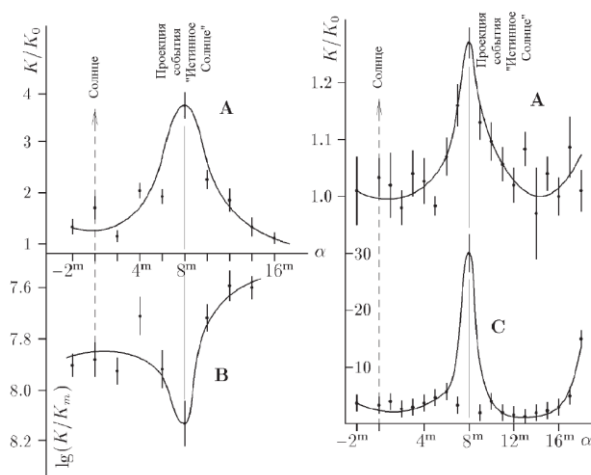 K/K₀
4
3
2
1
Солнце
Проекция
события
"Истинное
Солнце"
A
−2ᵐ
4ᵐ
8ᵐ
16ᵐ
α
7.6
7.8
8.0
8.2
lg(K/Kₘ)
B
K/K₀
1.2
1.1
1.0
Солнце
Проекция
события
"Истинное
Солнце"
A
30
20
10
C
−2ᵐ
4ᵐ
8ᵐ
12ᵐ
16ᵐ
α